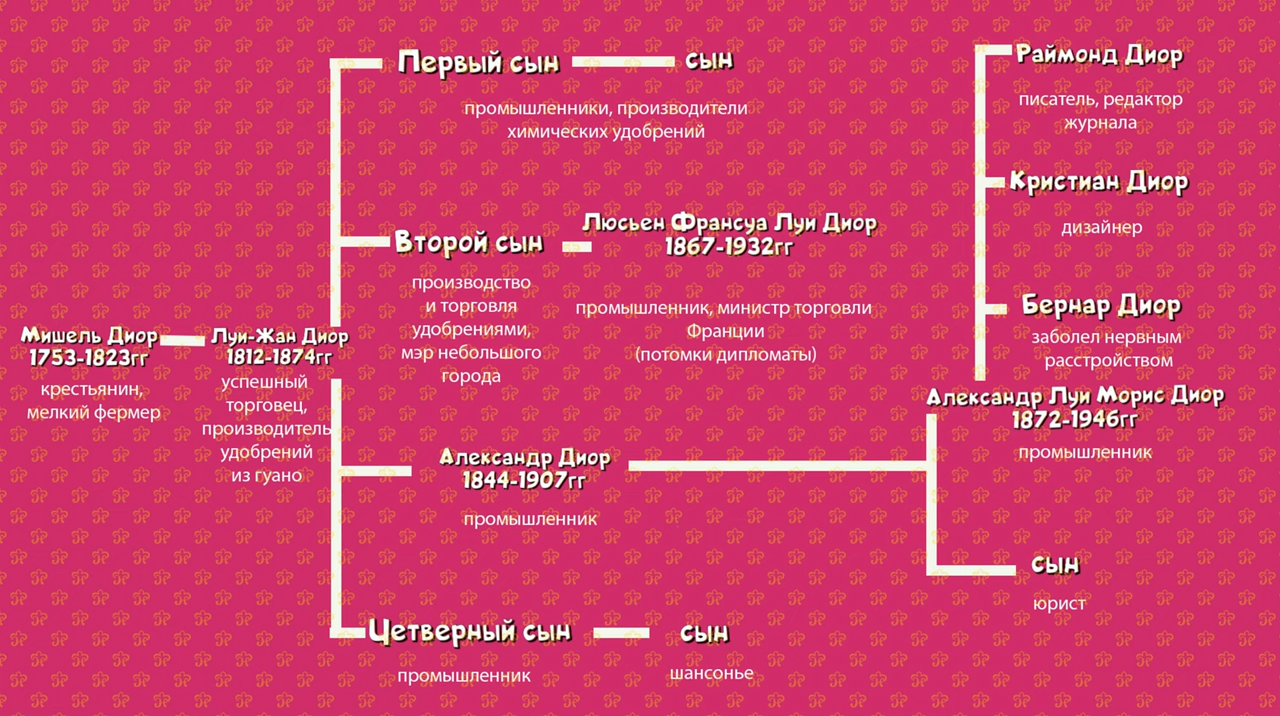 Первый сын
сын
промышленники, производители
химических удобрений
Второй сын
Люсьен Франсуа Луи Диор
1867-1932гг
производство
и торговля
удобрениями,
мэр небольшого
города
промышленник, министр торговли
Франции
(потомки дипломаты)
Мишель Диор
1753-1823гг
крестьянин,
мелкий фермер
Луи-Жан Диор
1812-1874гг
успешный
торговец,
производитель
удобрений
из гуано
Александр Диор
1844-1907гг
промышленник
Четверный сын
сын
промышленник
шансонье
Раймонд Диор
писатель, редактор
журнала
Кристиан Диор
дизайнер
Бернар Диор
заболел нервным
расстройством
Александр Луи Морис Диор
1872-1946гг
промышленник
сын
юрист